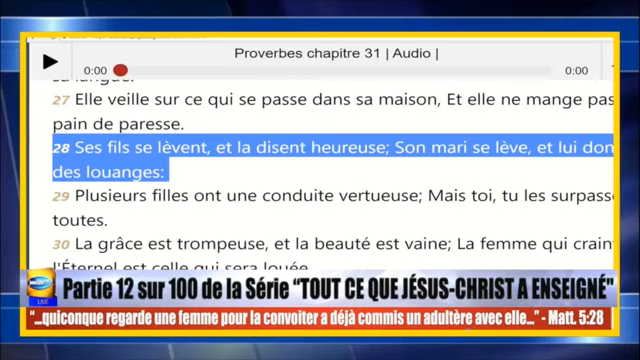 Proverbes chapitre 31 | Audio |
0:00
0:00
sa langue.
27 Elle veille sur ce qui se passe dans sa maison, Et elle ne mange pas
pain de paresse.
28 Ses fils se lèvent, et la disent heureuse; Son mari se lève, et lui don
des louanges:
29 Plusieurs filles ont une conduite vertueuse; Mais toi, tu les surpasse
toutes.
30 La grâce est trompeuse, et la beauté est vaine; La femme qui crain
l'Éternel est celle qui sera louée.
Partie 12 sur 100 de la Série “TOUT CE QUE JÉSUS-CHRIST A ENSEIGNÉ"
LIVE
“...quiconque regarde une femme pour la convoiter a déjà commis un adultère avec elle...” - Matt. 5:28